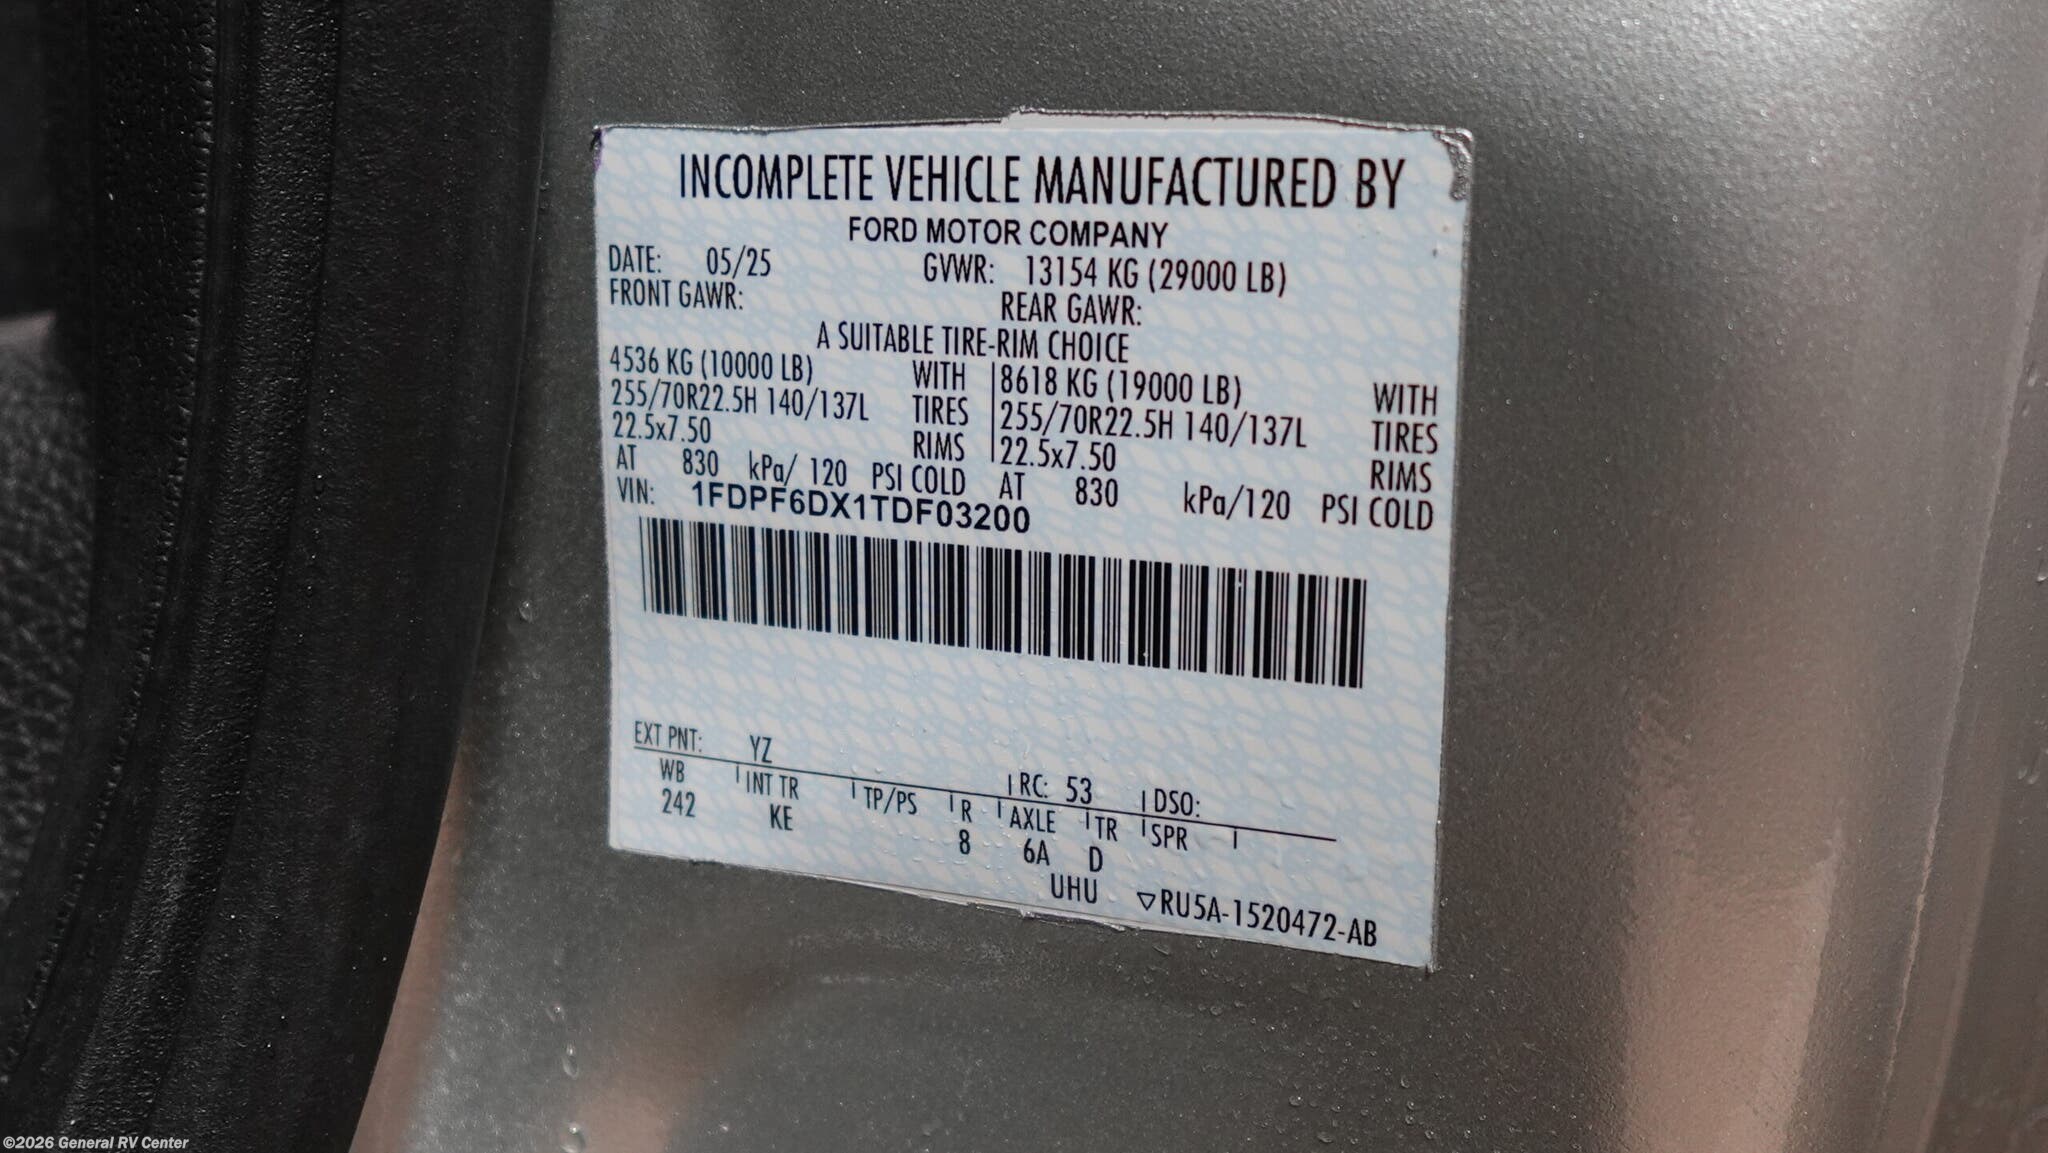 INCOMPLETE VEHICLE MANUFACTURED BY
FORD MOTOR COMPANY
DATE: 05/25 GVWR: 13154 KG (29000 LB)
FRONT GAWR: REAR GAWR:
A SUITABLE TIRE-RIM CHOICE
4536 KG (10000 LB) WITH 8618 KG (19000 LB) WITH
255/70R22.5H 140/137L TIRES 255/70R22.5H 140/137L TIRES
22.5x7.50 RIMS 22.5x7.50 RIMS
AT 830 kPa/ 120 PSI COLD AT 830 kPa/120 PSI COLD
VIN: 1FDPF6DX1TDF03200
EXT PNT: YZ RC: 53 DSO:
WB INT TR TP/PS R AXLE TR SPR
242 KE 8 6A D
UHU ▽RU5A-1520472-AB
©2026 General RV Center